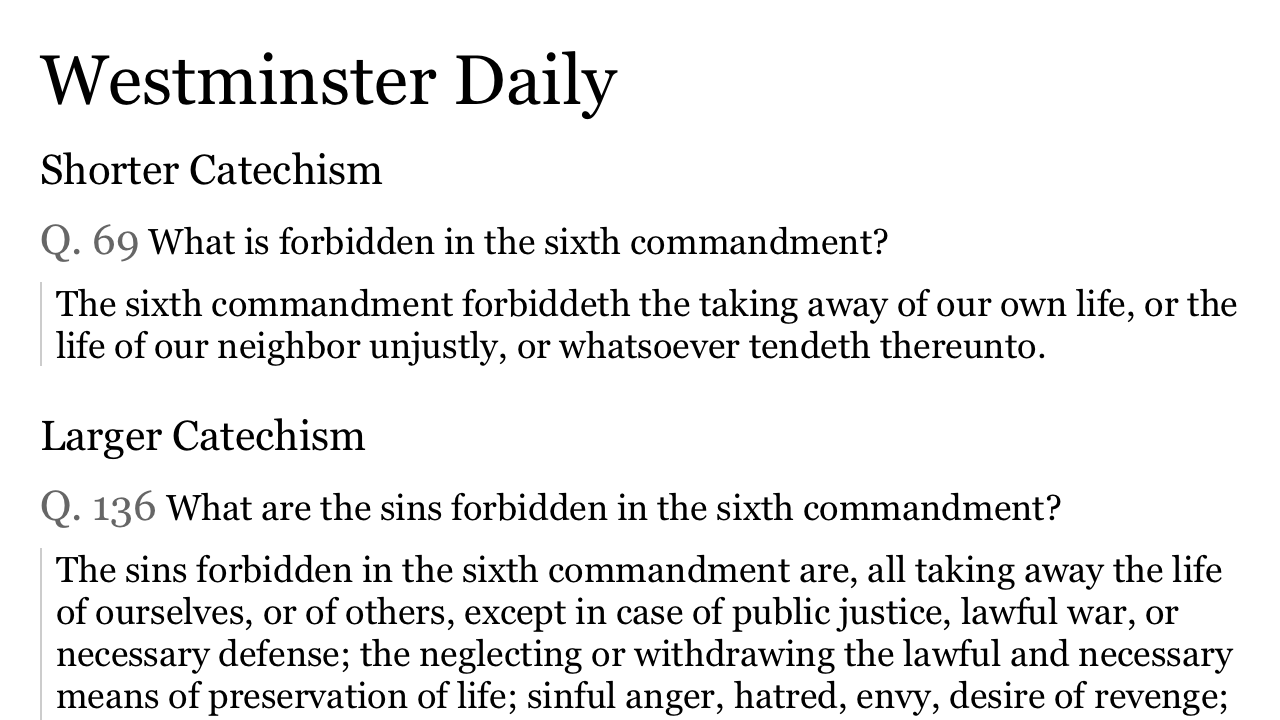 Westminster Daily
Shorter Catechism
Q. 69 What is forbidden in the sixth commandment?
The sixth commandment forbiddeth the taking away of our own life, or the
life of our neighbor unjustly, or whatsoever tendeth thereunto.
Larger Catechism
Q. 136 What are the sins forbidden in the sixth commandment?
The sins forbidden in the sixth commandment are, all taking away the life
of ourselves, or of others, except in case of public justice, lawful war, or
necessary defense; the neglecting or withdrawing the lawful and necessary
means of preservation of life; sinful anger, hatred, envy, desire of revenge;